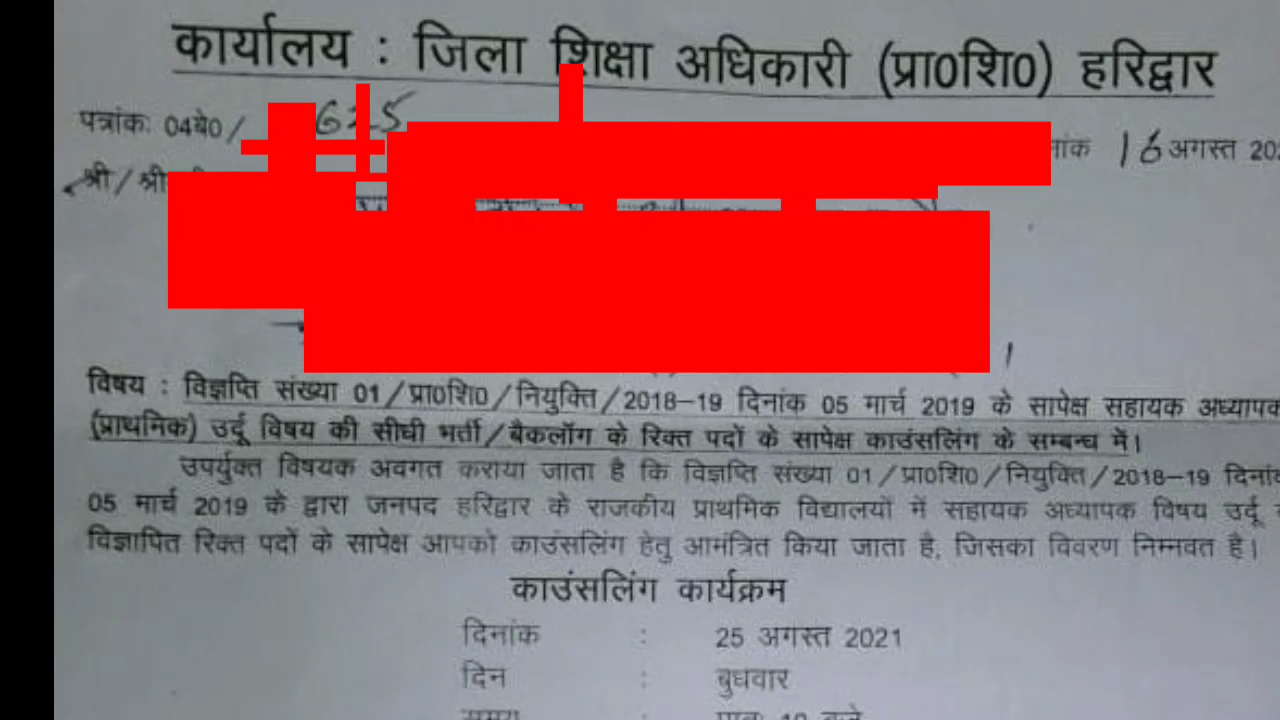 कार्यालय : जिला शिक्षा अधिकारी (प्रा0शि0) हरिद्वार
पत्रांक: 04बे0/ 625 16 अगस्त
श्री/
विषय : विज्ञप्ति संख्या 01/प्रा0शि0/नियुक्ति/2018-19 दिनांक 05 मार्च 2019 के सापेक्ष सहायक अध्यापक
(प्राथमिक) उर्दू विषय की सीधी भर्ती/बैकलॉग के रिक्त पदों के सापेक्ष काउंसलिंग के सम्बन्ध में।
उपर्युक्त विषयक अवगत कराया जाता है कि विज्ञप्ति संख्या 01/प्रा0शि0/नियुक्ति/2018-19 दिनांक
05 मार्च 2019 के द्वारा जनपद हरिद्वार के राजकीय प्राथमिक विद्यालयों में सहायक अध्यापक विषय उर्दू
विज्ञापित रिक्त पदों के सापेक्ष आपको काउंसलिंग हेतु आमंत्रित किया जाता है, जिसका विवरण निम्नवत है।
काउंसलिंग कार्यक्रम
दिनांक : 25 अगस्त 2021
दिन : बुधवार